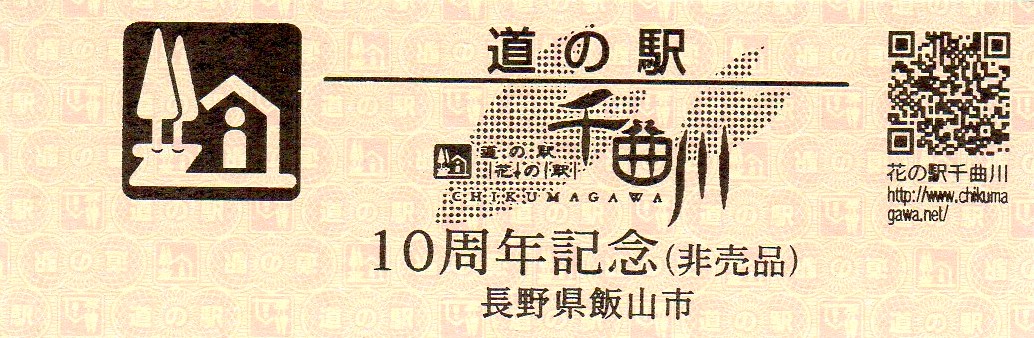 道の駅
千曲川
道の駅
花の駅
CHIKUMAGAWA
10周年記念(非売品)
長野県飯山市
花の駅千曲川
http://www.chikuma
gawa.net/